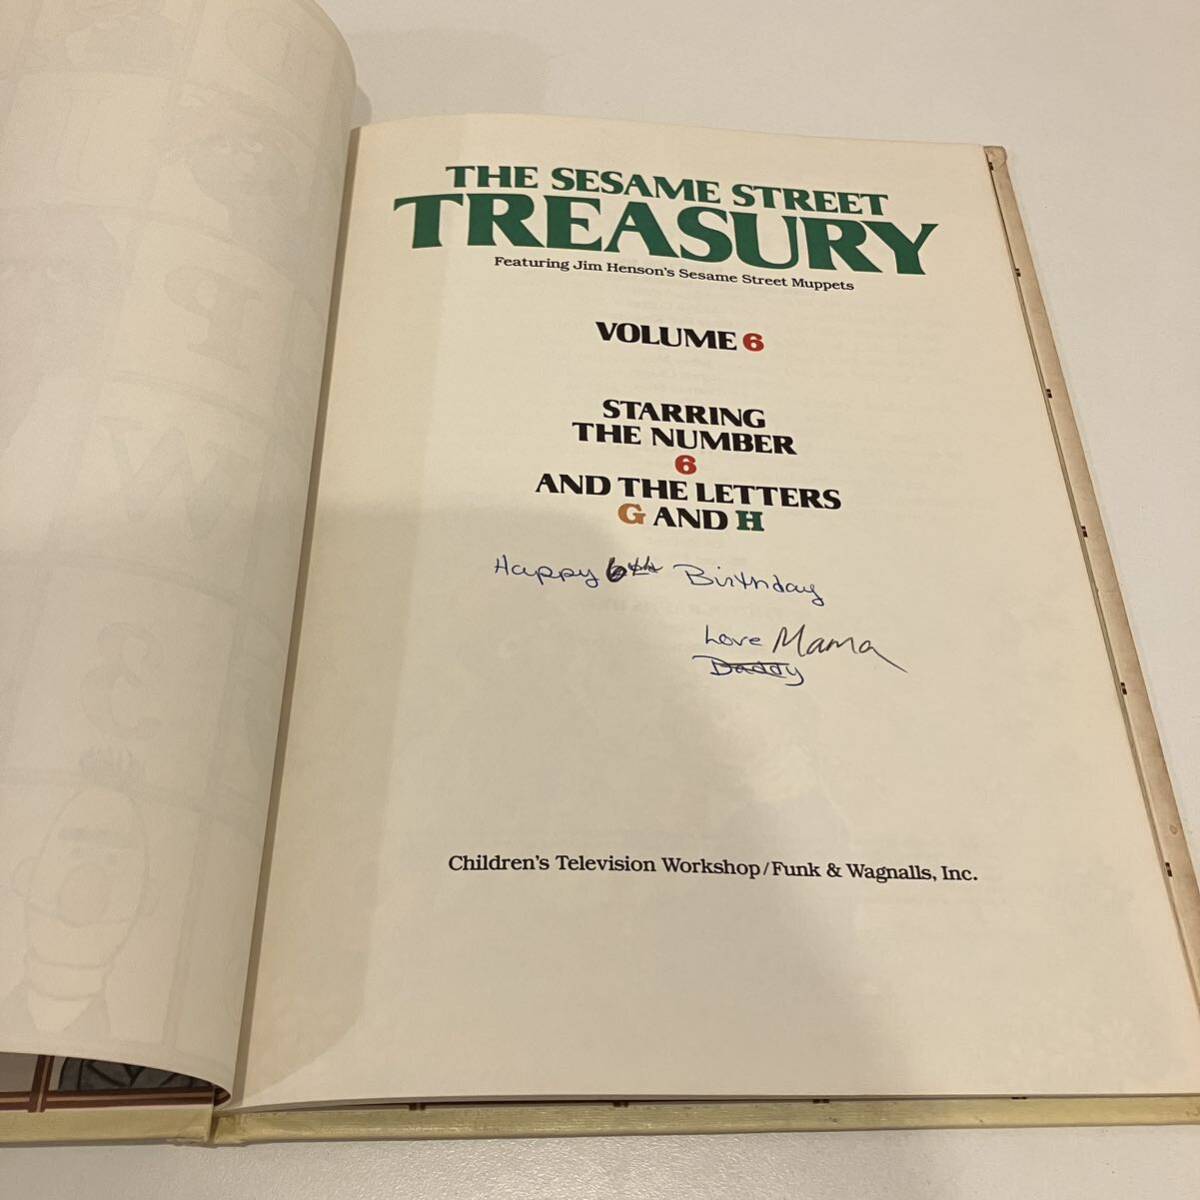 THE SESAME STREET
TREASURY
Featuring Jim Henson's Sesame Street Muppets
VOLUME 6
STARRING
THE NUMBER
6
AND THE LETTERS
G AND H
Happy 6th Birthday
Love Mama
Daddy
Children's Television Workshop/Funk & Wagnalls, Inc.